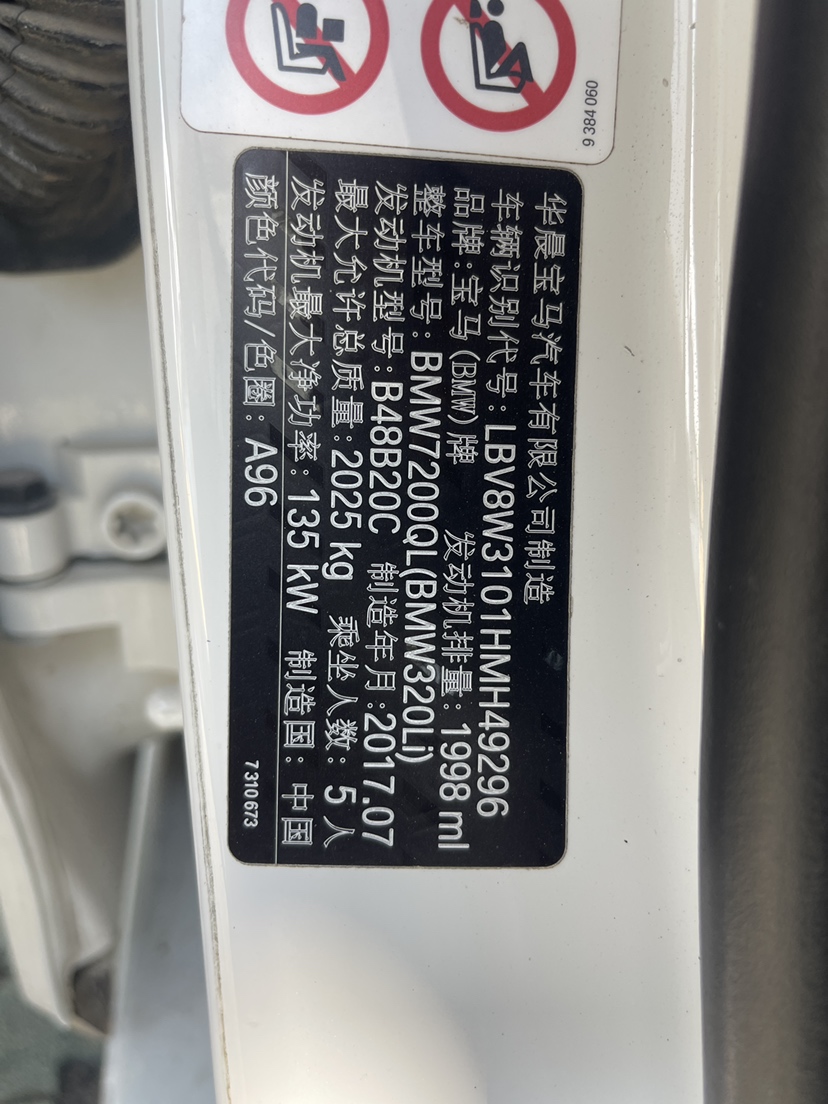 9 384 060
华晨宝马汽车有限公司制造
车辆识别代号：LBV8W3101HMH49296
品牌：宝马(BMW)牌 发动机排量：1998 ml
整车型号：BMW7200QL(BMW320Li)
发动机型号：B48B20C 制造年月：2017.07
最大允许总质量：2025 kg 乘坐人数：5人
发动机最大净功率：135 kW 制造国：中国
颜色代码/色圈：A96
7 310 673